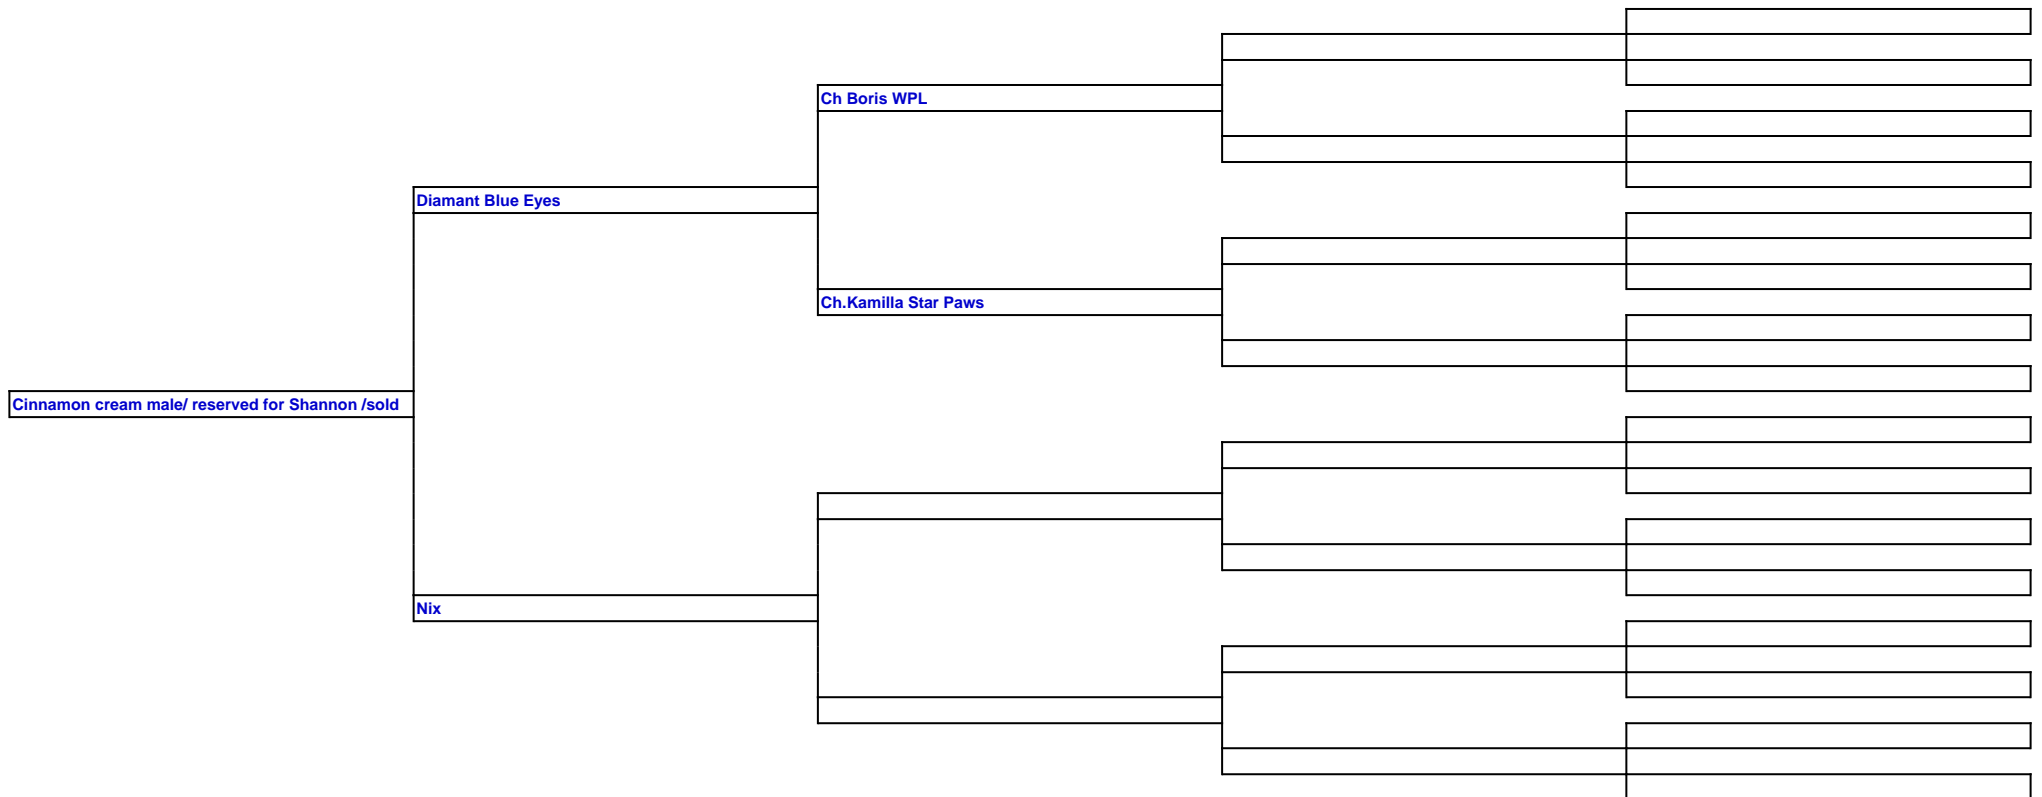 Ch Boris WPL
Diamant Blue Eyes
Ch.Kamilla Star Paws
Cinnamon cream male/ reserved for Shannon /sold
Nix